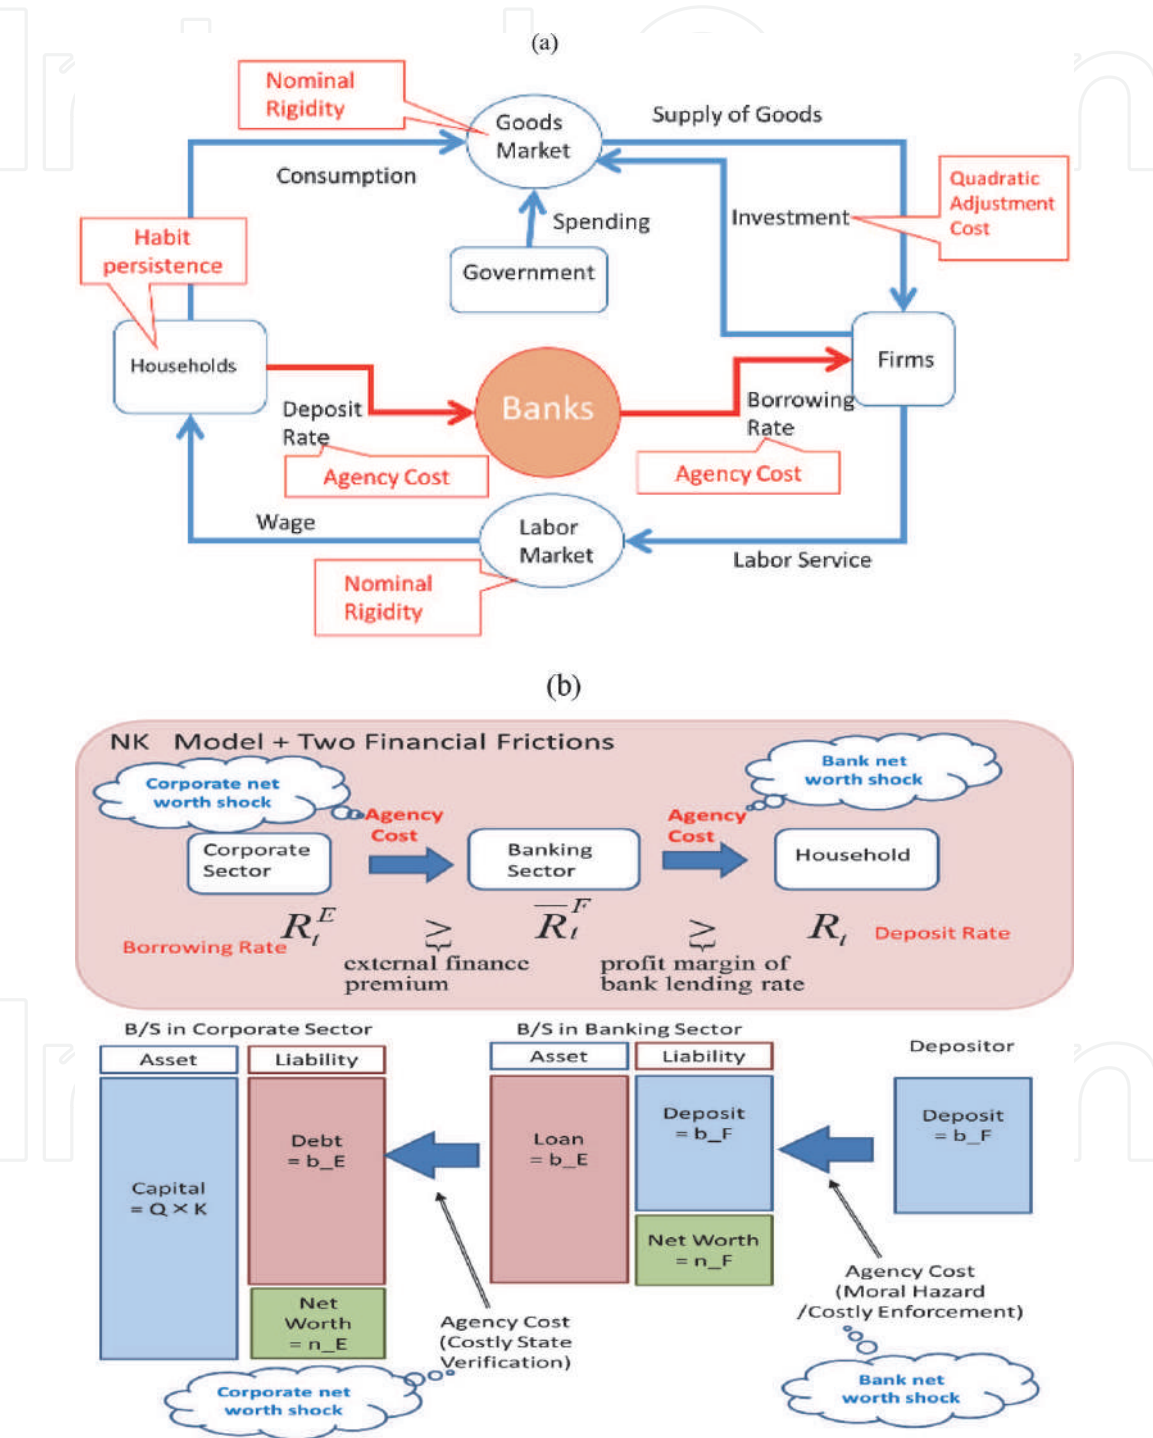 (a)
Nominal
Rigidity
Goods
Market
Supply of Goods
Consumption
Quadratic
Adjustment
Cost
Investment
Spending
Habit
persistence
Government
Households
Banks
Firms
Deposit
Rate
Borrowing
Rate
Agency Cost
Agency Cost
Wage
Labor
Market
Labor Service
Nominal
Rigidity
(b)
NK Model + Two Financial Frictions
Corporate net
worth shock
Bank net
worth shock
Agency
Cost
Agency
Cost
Corporate
Sector
Banking
Sector
Household
Borrowing Rate R_t^E ≥ \overline{R}_t^F ≥ R_t Deposit Rate
external finance
premium
profit margin of
bank lending rate
B/S in Corporate Sector
Asset Liability
Capital
= Q × K
Debt
= b_E
Net
Worth
= n_E
B/S in Banking Sector
Asset Liability
Loan
= b_E
Deposit
= b_F
Net Worth
= n_F
Depositor
Deposit
= b_F
Agency Cost
(Costly State
Verification)
Agency Cost
(Moral Hazard
/Costly Enforcement)
Corporate net
worth shock
Bank net
worth shock